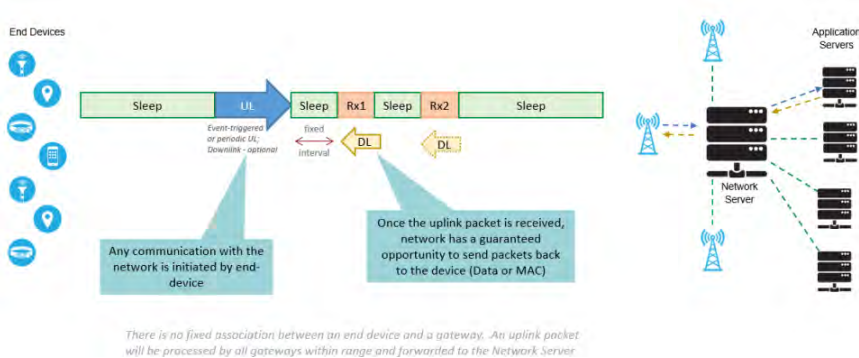 End Devices
Application
Servers
Sleep
UL
Sleep
Rx1
Sleep
Rx2
Sleep
Event-triggered
or periodic UL;
Downlink - optional
fixed
interval
DL
DL
Network
Server
Any communication with the
network is initiated by end-
device
Once the uplink packet is received,
network has a guaranteed
opportunity to send packets back
to the device (Data or MAC)
There is no fixed association between an end device and a gateway. An uplink packet
will be processed by all gateways within range and forwarded to the Network Server